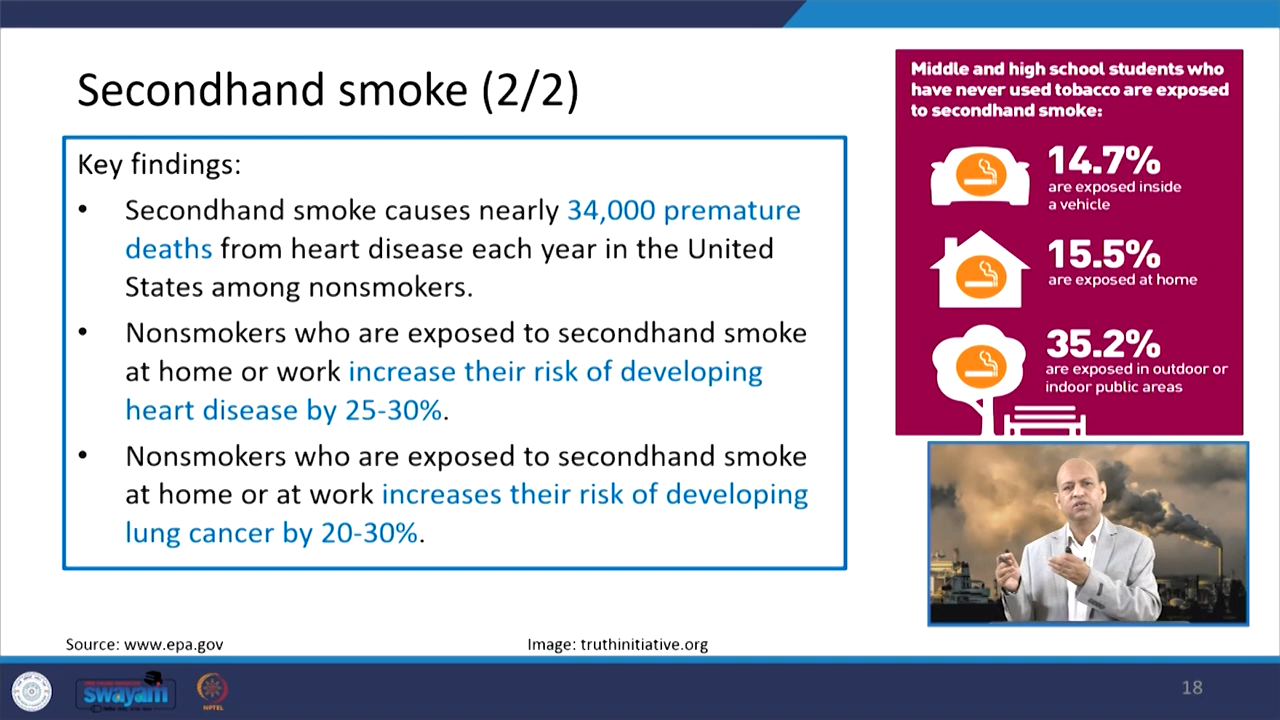 Secondhand smoke (2/2)
Key findings:
• Secondhand smoke causes nearly 34,000 premature
deaths from heart disease each year in the United
States among nonsmokers.
• Nonsmokers who are exposed to secondhand smoke
at home or work increase their risk of developing
heart disease by 25-30%.
• Nonsmokers who are exposed to secondhand smoke
at home or at work increases their risk of developing
lung cancer by 20-30%.
Middle and high school students who
have never used tobacco are exposed
to secondhand smoke:
14.7%
are exposed inside
a vehicle
15.5%
are exposed at home
35.2%
are exposed in outdoor or
indoor public areas
Source: www.epa.gov
Image: truthinitiative.org
swayam
NPTEL
18